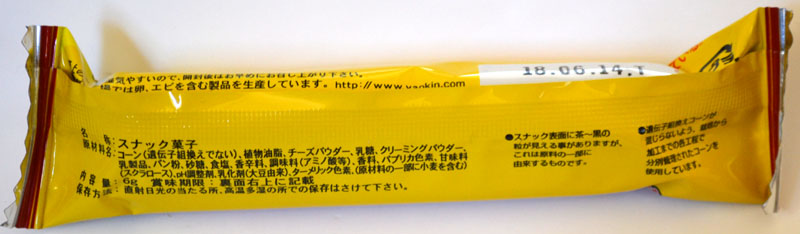 気やすいので、開封後はお早めにお召し上がり下さい。
では卵、エビを含む製品を生産しています。http://www.yaokin.com
18.06.14.T
名称:スナック菓子
原材料名:コーン(遺伝子組換えでない)、植物油脂、チーズパウダー、乳糖、クリーミングパウダー、
乳製品、パン粉、砂糖、食塩、香辛料、調味料(アミノ酸等)、香料、パプリカ色素、甘味料
(スクラロース)、pH調整剤、乳化剤(大豆由来)、ターメリック色素、(原材料の一部に小麦を含む)
内容量:6g 賞味期限:裏面右上に記載
保存方法:直射日光の当たる所、高温多湿の所での保存はさけて下さい。
●スナック表面に茶〜黒の
粒が見える事がありますが、
これは原料の一部に
由来するものです。
●遺伝子組換えコーンが
混じらないよう、
加工までの各工程で
分別管理されたコーンを
使用しています。